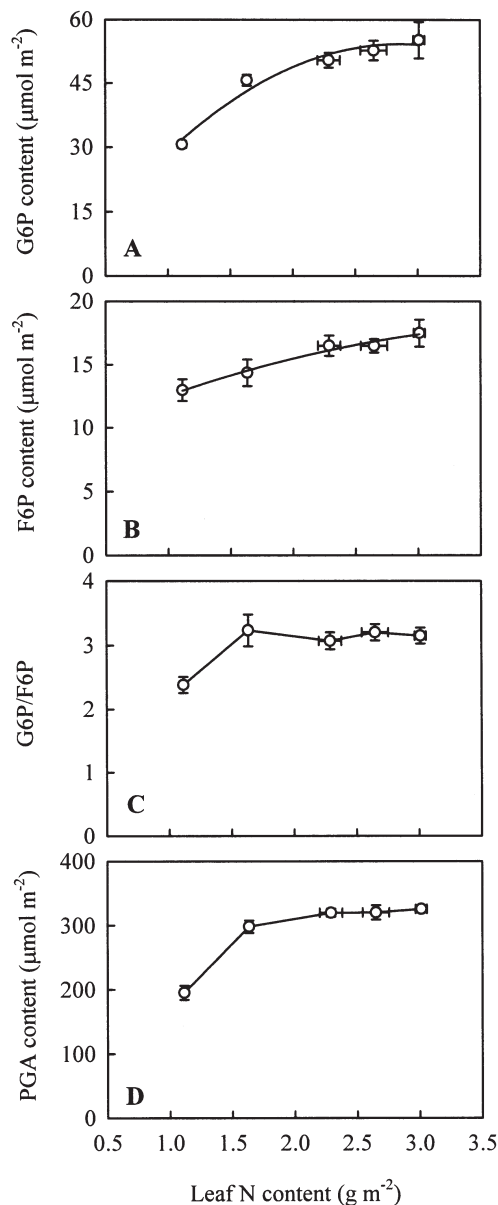 60
45
30
15
0
G6P content (μmol m-2)
A
20
15
10
5
0
F6P content (μmol m-2)
B
4
3
2
1
0
G6P/F6P
C
400
300
200
100
0
PGA content (μmol m-2)
D
0.5 1.0 1.5 2.0 2.5 3.0 3.5
Leaf N content (g m-2)